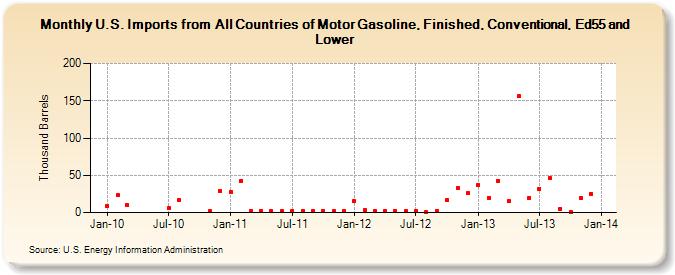 Monthly U.S. Imports from All Countries of Motor Gasoline, Finished, Conventional, Ed55 and
Lower
Thousand Barrels
200
150
100
50
0
Jan-10 Jul-10 Jan-11 Jul-11 Jan-12 Jul-12 Jan-13 Jul-13 Jan-14
Source: U.S. Energy Information Administration